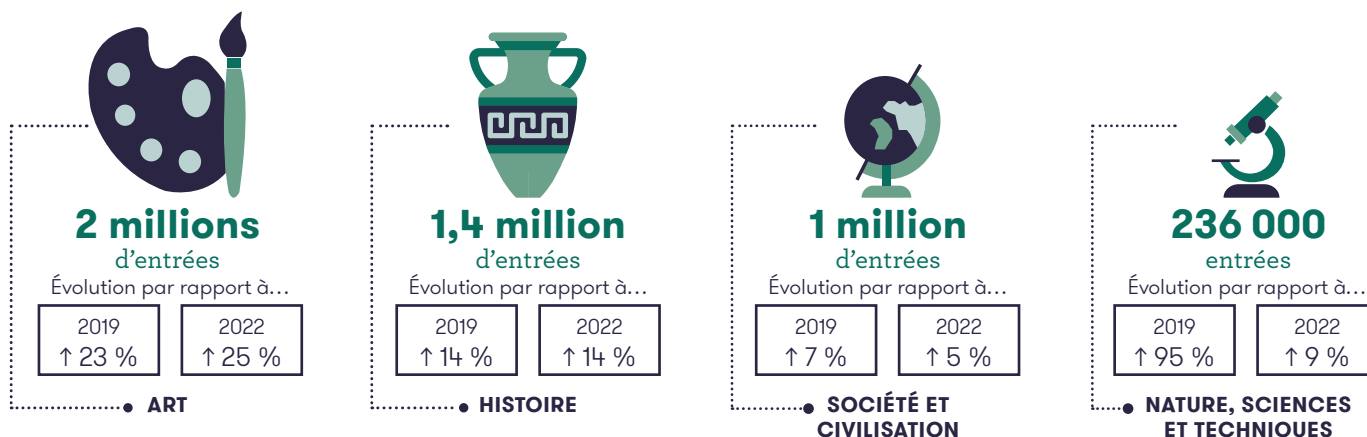 2 millions
d'entrées
Évolution par rapport à…
2019
↑ 23 %
2022
↑ 25 %
ART
1,4 million
d'entrées
Évolution par rapport à…
2019
↑ 14 %
2022
↑ 14 %
HISTOIRE
1 million
d'entrées
Évolution par rapport à…
2019
↑ 7 %
2022
↑ 5 %
SOCIÉTÉ ET
CIVILISATION
236 000
entrées
Évolution par rapport à…
2019
↑ 95 %
2022
↑ 9 %
NATURE, SCIENCES
ET TECHNIQUES